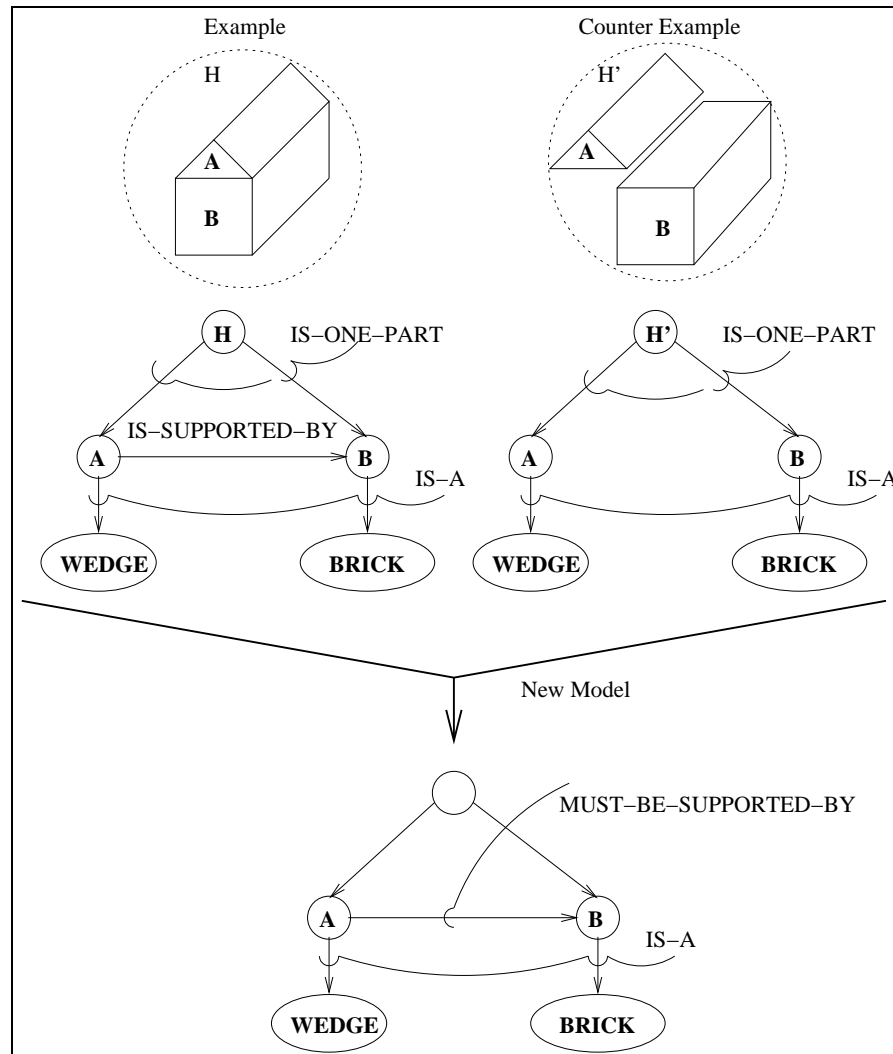 Example
Counter Example
H
H’
A
B
A
B
H
IS–ONE–PART
H’
IS–ONE–PART
IS–SUPPORTED–BY
A
B
IS–A
A
B
IS–A
WEDGE
BRICK
WEDGE
BRICK
New Model
MUST–BE–SUPPORTED–BY
A
B
IS–A
WEDGE
BRICK